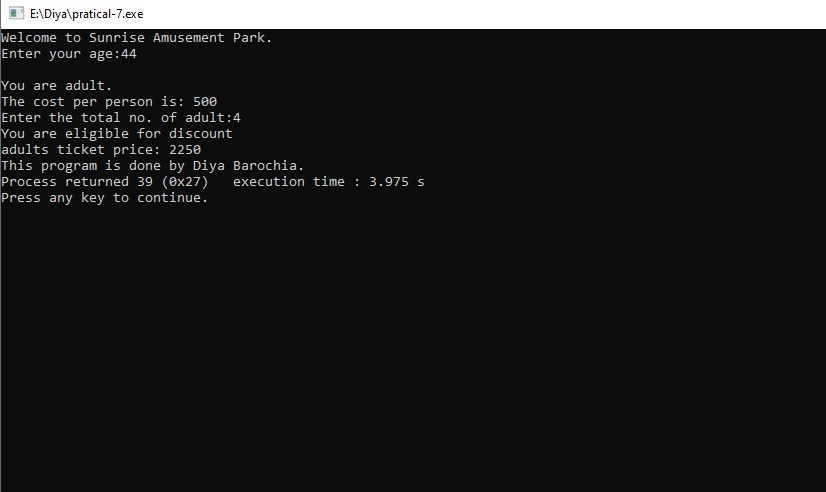 E:\Diya\pratical-7.exe
Welcome to Sunrise Amusement Park.
Enter your age:44
You are adult.
The cost per person is: 500
Enter the total no. of adult:4
You are eligible for discount
adults ticket price: 2250
This program is done by Diya Barochia.
Process returned 39 (0x27)   execution time : 3.975 s
Press any key to continue.